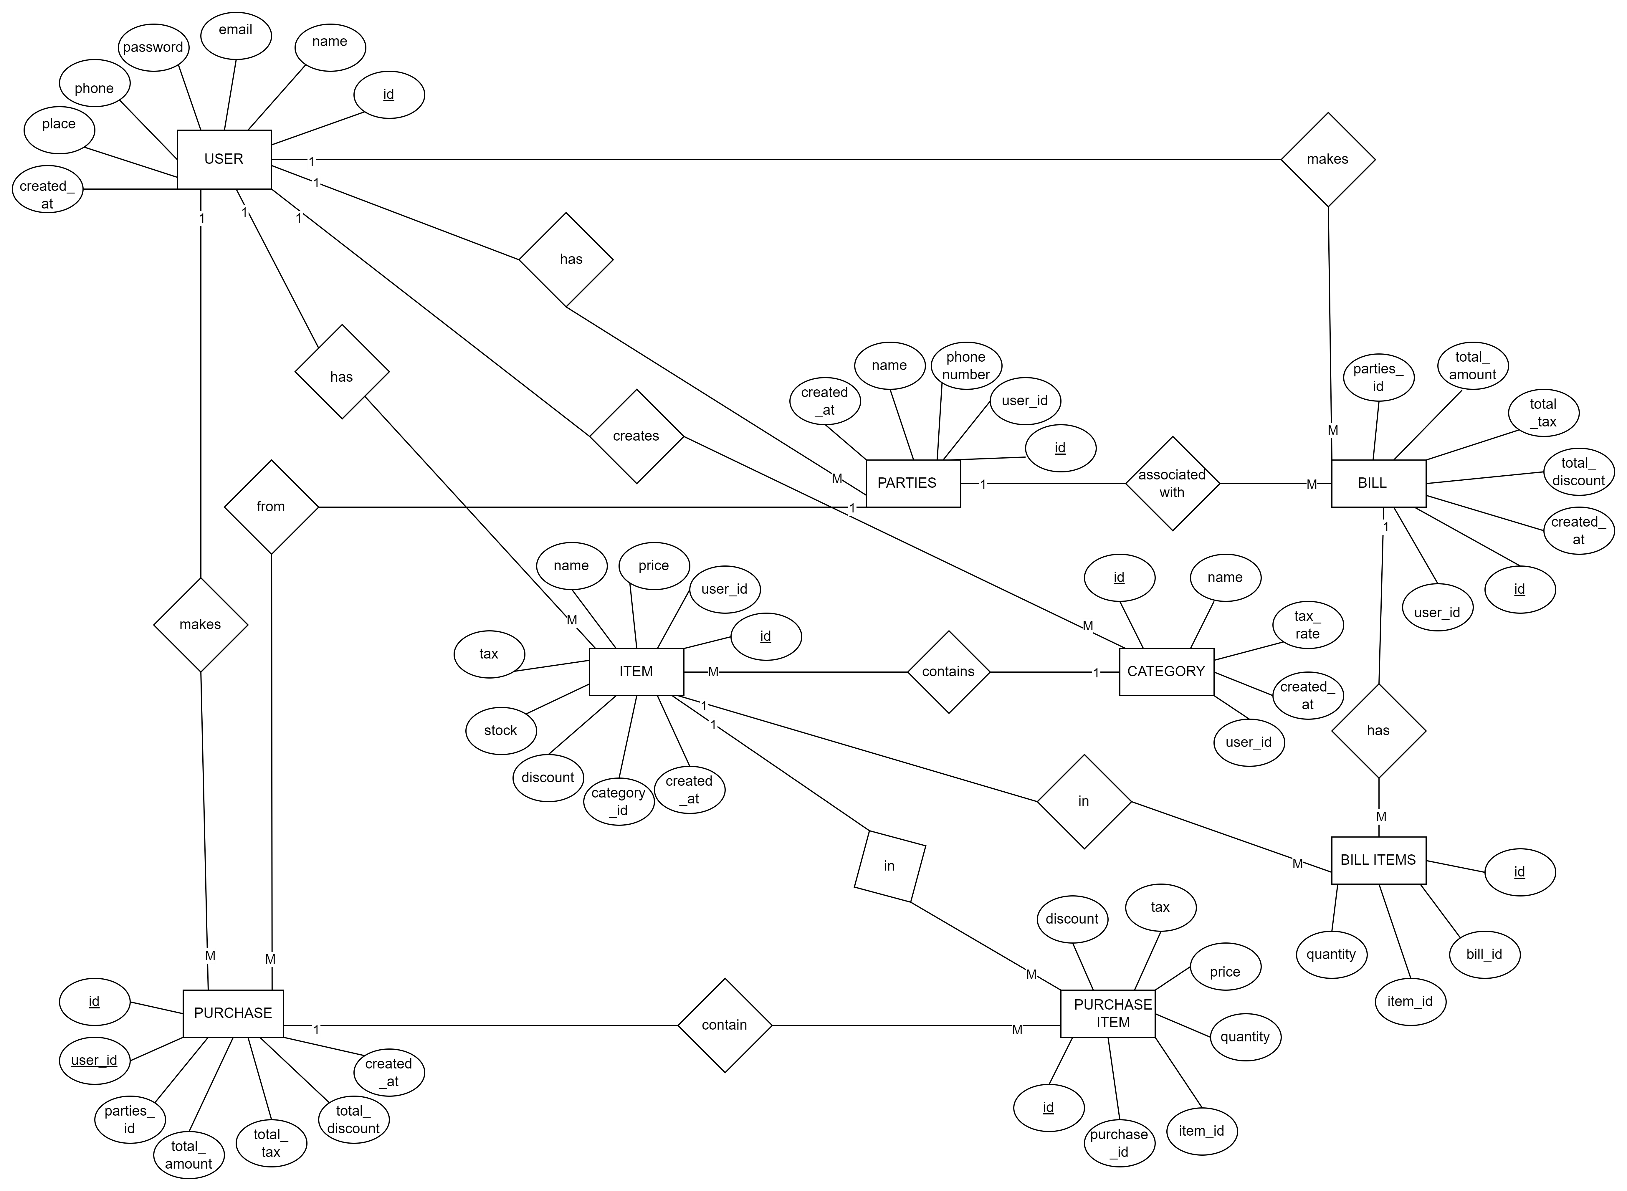 email
name
password
phone
id
place
USER
1
makes
1
created_
at
1
1
1
has
has
creates
M
name
phone
number
created
_at
user_id
id
M
parties_
id
total_
amount
total
_tax
PARTIES
1
associated
with
M
BILL
total_
discount
from
1
1
created_
at
name
price
user_id
id
id
name
user_id
id
makes
M
M
tax_
rate
tax
ITEM
M
contains
1
CATEGORY
created_
at
stock
1
1
user_id
has
discount
category
_id
created
_at
in
M
in
M
BILL ITEMS
id
discount
tax
quantity
bill_id
item_id
M
M
M
price
id
PURCHASE
1
contain
M
PURCHASE
ITEM
quantity
user_id
created
_at
parties_
id
total_
discount
total_
amount
total_
tax
id
purchase
_id
item_id